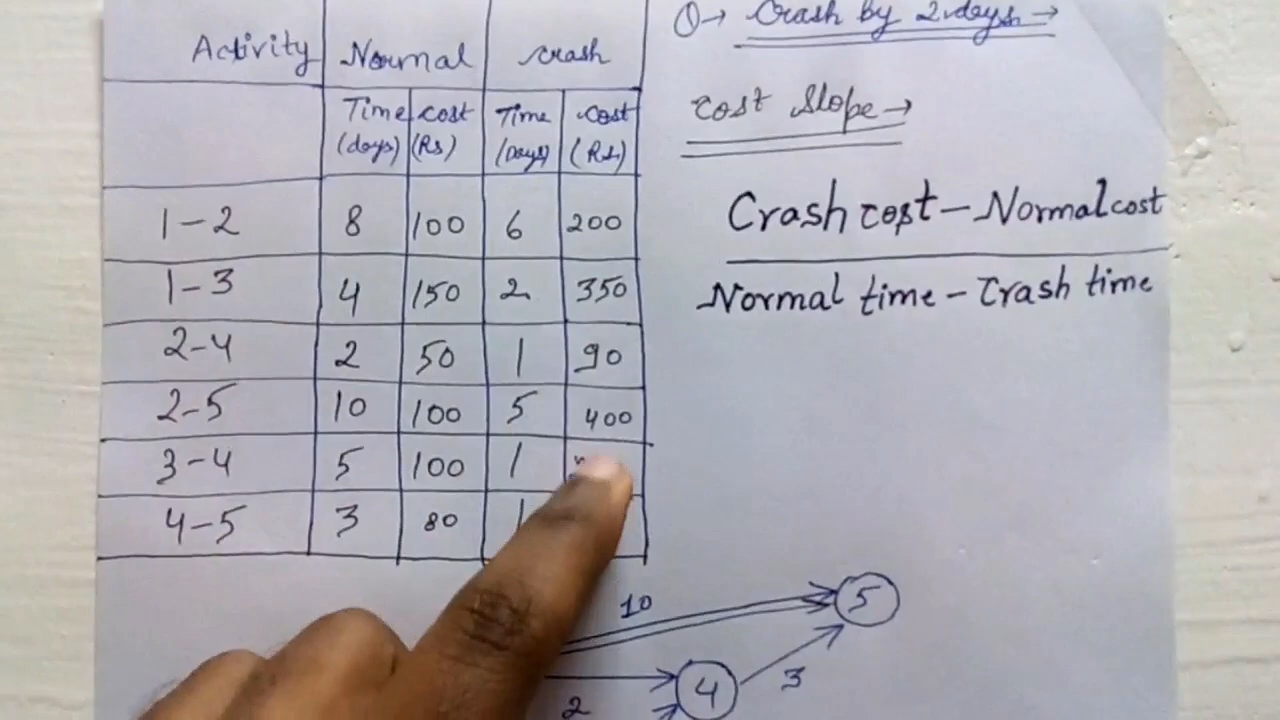 ① → Crash by 2 days →
Activity Normal Crash
Time cost Time Cost
(days) (Rs) (Days) (Rs.)
Cost Slope →
Crash cost – Normal cost
Normal time – Crash time
1-2 8 100 6 200
1-3 4 150 2 350
2-4 2 50 1 90
2-5 10 100 5 400
3-4 5 100 1
4-5 3 80 1
10
5
4
3
2